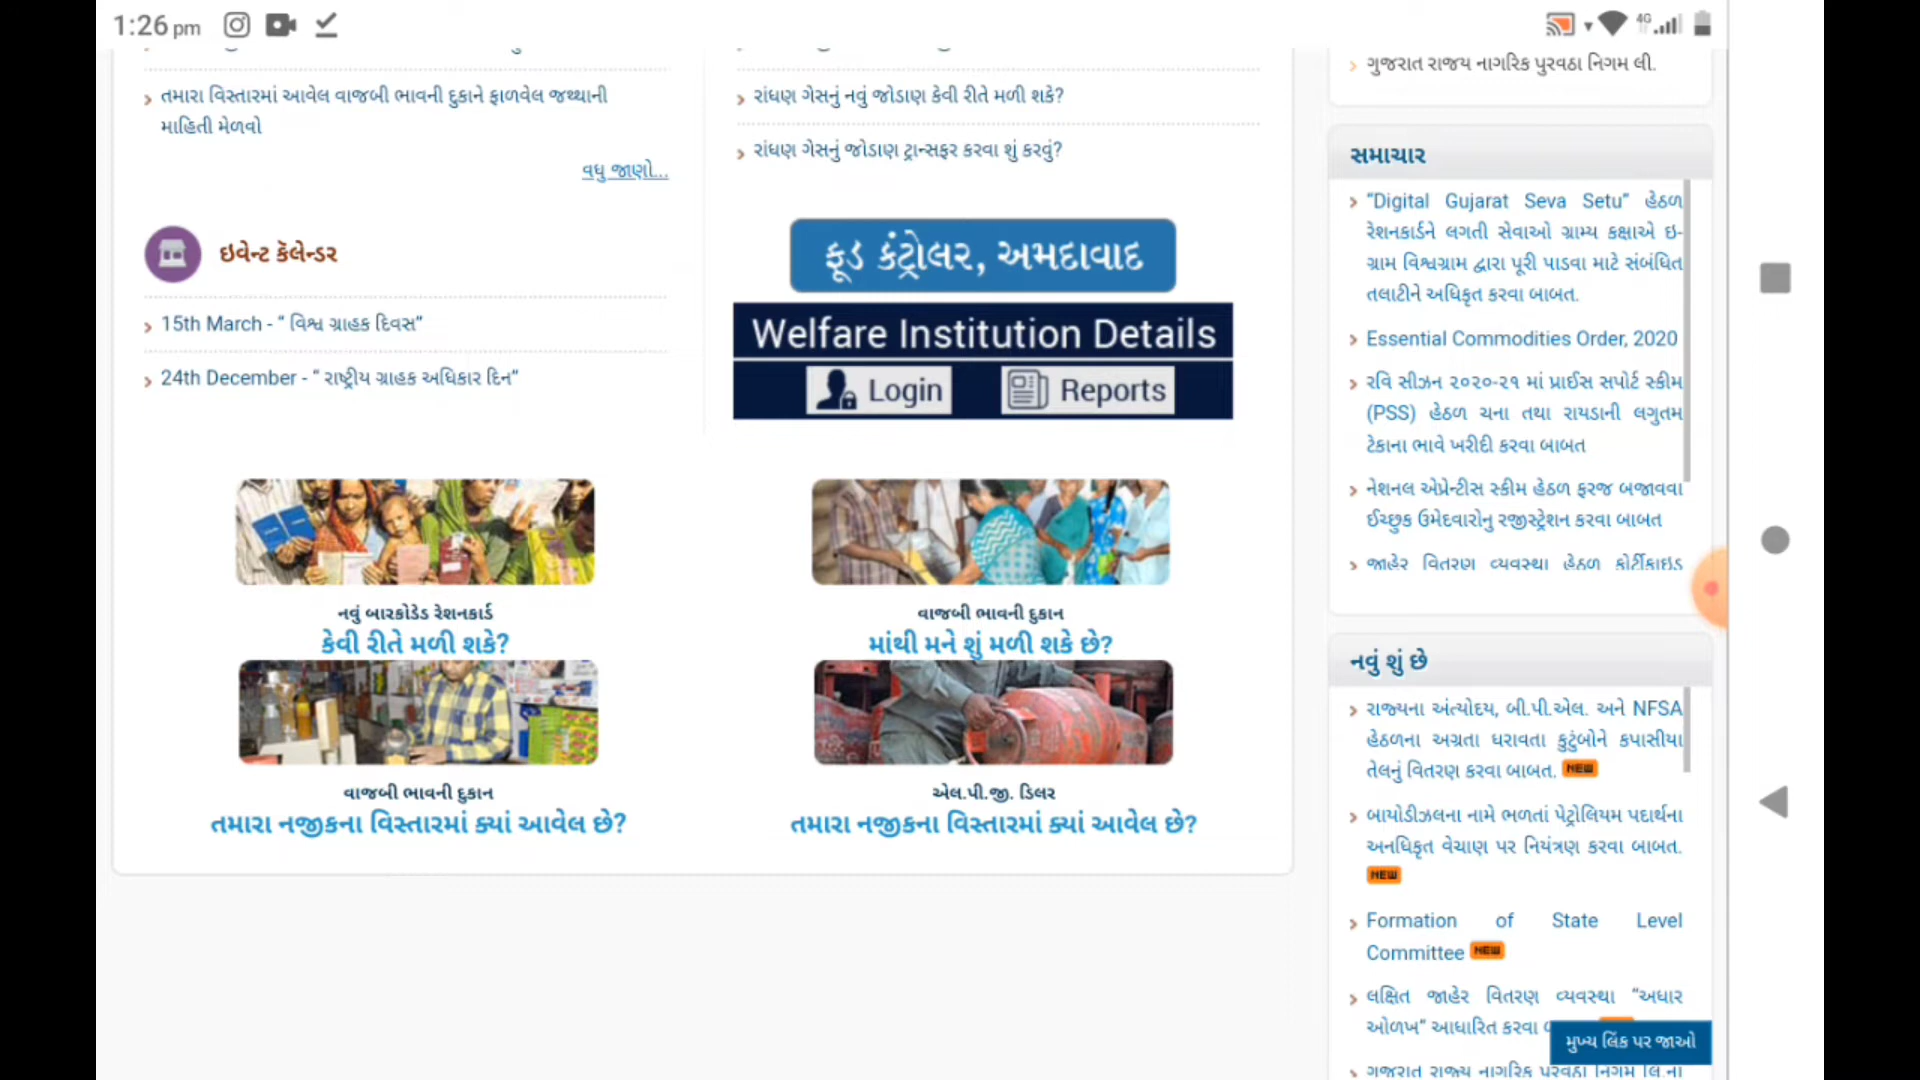 1:26 pm
4G
તમારા વિસ્તારમાં આવેલ વાજબી ભાવની દુકાને ફાળવેલ જથ્થાની
માહિતી મેળવો
વધુ જાણો...
ઇવેન્ટ કૅલેન્ડર
15th March - “ વિશ્વ ગ્રાહક દિવસ”
24th December - “ રાષ્ટ્રીય ગ્રાહક અધિકાર દિન”
રાંધણ ગેસનું નવું જોડાણ કેવી રીતે મળી શકે?
રાંધણ ગેસનું જોડાણ ટ્રાન્સફર કરવા શું કરવું?
ફૂડ કંટ્રોલર, અમદાવાદ
Welfare Institution Details
Login
Reports
નવું બારકોડેડ રેશનકાર્ડ
કેવી રીતે મળી શકે?
વાજબી ભાવની દુકાન
માંથી મને શું મળી શકે છે?
વાજબી ભાવની દુકાન
તમારા નજીકના વિસ્તારમાં ક્યાં આવેલ છે?
એલ.પી.જી. ડિલર
તમારા નજીકના વિસ્તારમાં ક્યાં આવેલ છે?
ગુજરાત રાજ્ય નાગરિક પુરવઠા નિગમ લી.
સમાચાર
“Digital Gujarat Seva Setu” હેઠળ
રેશનકાર્ડને લગતી સેવાઓ ગ્રામ્ય કક્ષાએ ઇ-
ગ્રામ વિશ્વગ્રામ દ્વારા પૂરી પાડવા માટે સંબંધિત
તલાટીને અધિકૃત કરવા બાબત.
Essential Commodities Order, 2020
રવિ સીઝન ૨૦૨૦-૨૧ માં પ્રાઈસ સપોર્ટ સ્કીમ
(PSS) હેઠળ ચના તથા રાયડાની લઘુતમ
ટેકાના ભાવે ખરીદી કરવા બાબત
નેશનલ એપ્રેન્ટીસ સ્કીમ હેઠળ ફરજ બજાવવા
ઈચ્છુક ઉમેદવારોનુ રજીસ્ટ્રેશન કરવા બાબત
જાહેર વિતરણ વ્યવસ્થા હેઠળ ફોર્ટીફાઇડ
નવું શું છે
રાજ્યના અંત્યોદય, બી.પી.એલ. અને NFSA
હેઠળના અગ્રતા ધરાવતા કુટુંબોને કપાસીયા
તેલનું વિતરણ કરવા બાબત. NEW
બાયોડીઝલના નામે ભળતાં પેટ્રોલિયમ પદાર્થના
અનધિકૃત વેચાણ પર નિયંત્રણ કરવા બાબત.
NEW
Formation of State Level
Committee NEW
લક્ષિત જાહેર વિતરણ વ્યવસ્થા “અધાર
ઓળખ” આધારિત કરવા
મુખ્ય લિંક પર જાઓ
ગુજરાત રાજ્ય નાગરિક પુરવઠા નિગમ લિ.ના